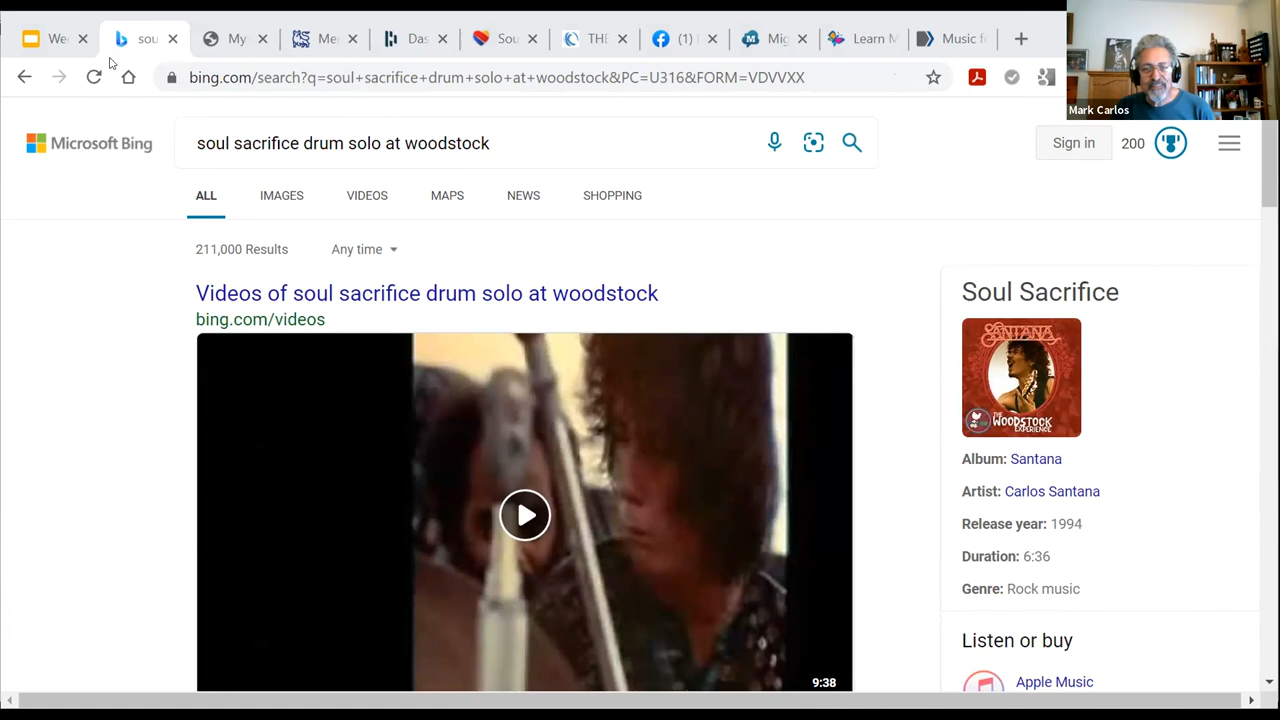 We
sou
My
Me
Das
Sou
THE
(1)
Mig
Learn M
Music fo
bing.com/search?q=soul+sacrifice+drum+solo+at+woodstock&PC=U316&FORM=VDVVXX
Mark Carlos
Microsoft Bing
soul sacrifice drum solo at woodstock
Sign in
200
ALL
IMAGES
VIDEOS
MAPS
NEWS
SHOPPING
211,000 Results
Any time
Videos of soul sacrifice drum solo at woodstock
bing.com/videos
9:38
Soul Sacrifice
SANTANA
THE
WOODSTOCK
EXPERIENCE
Album: Santana
Artist: Carlos Santana
Release year: 1994
Duration: 6:36
Genre: Rock music
Listen or buy
Apple Music